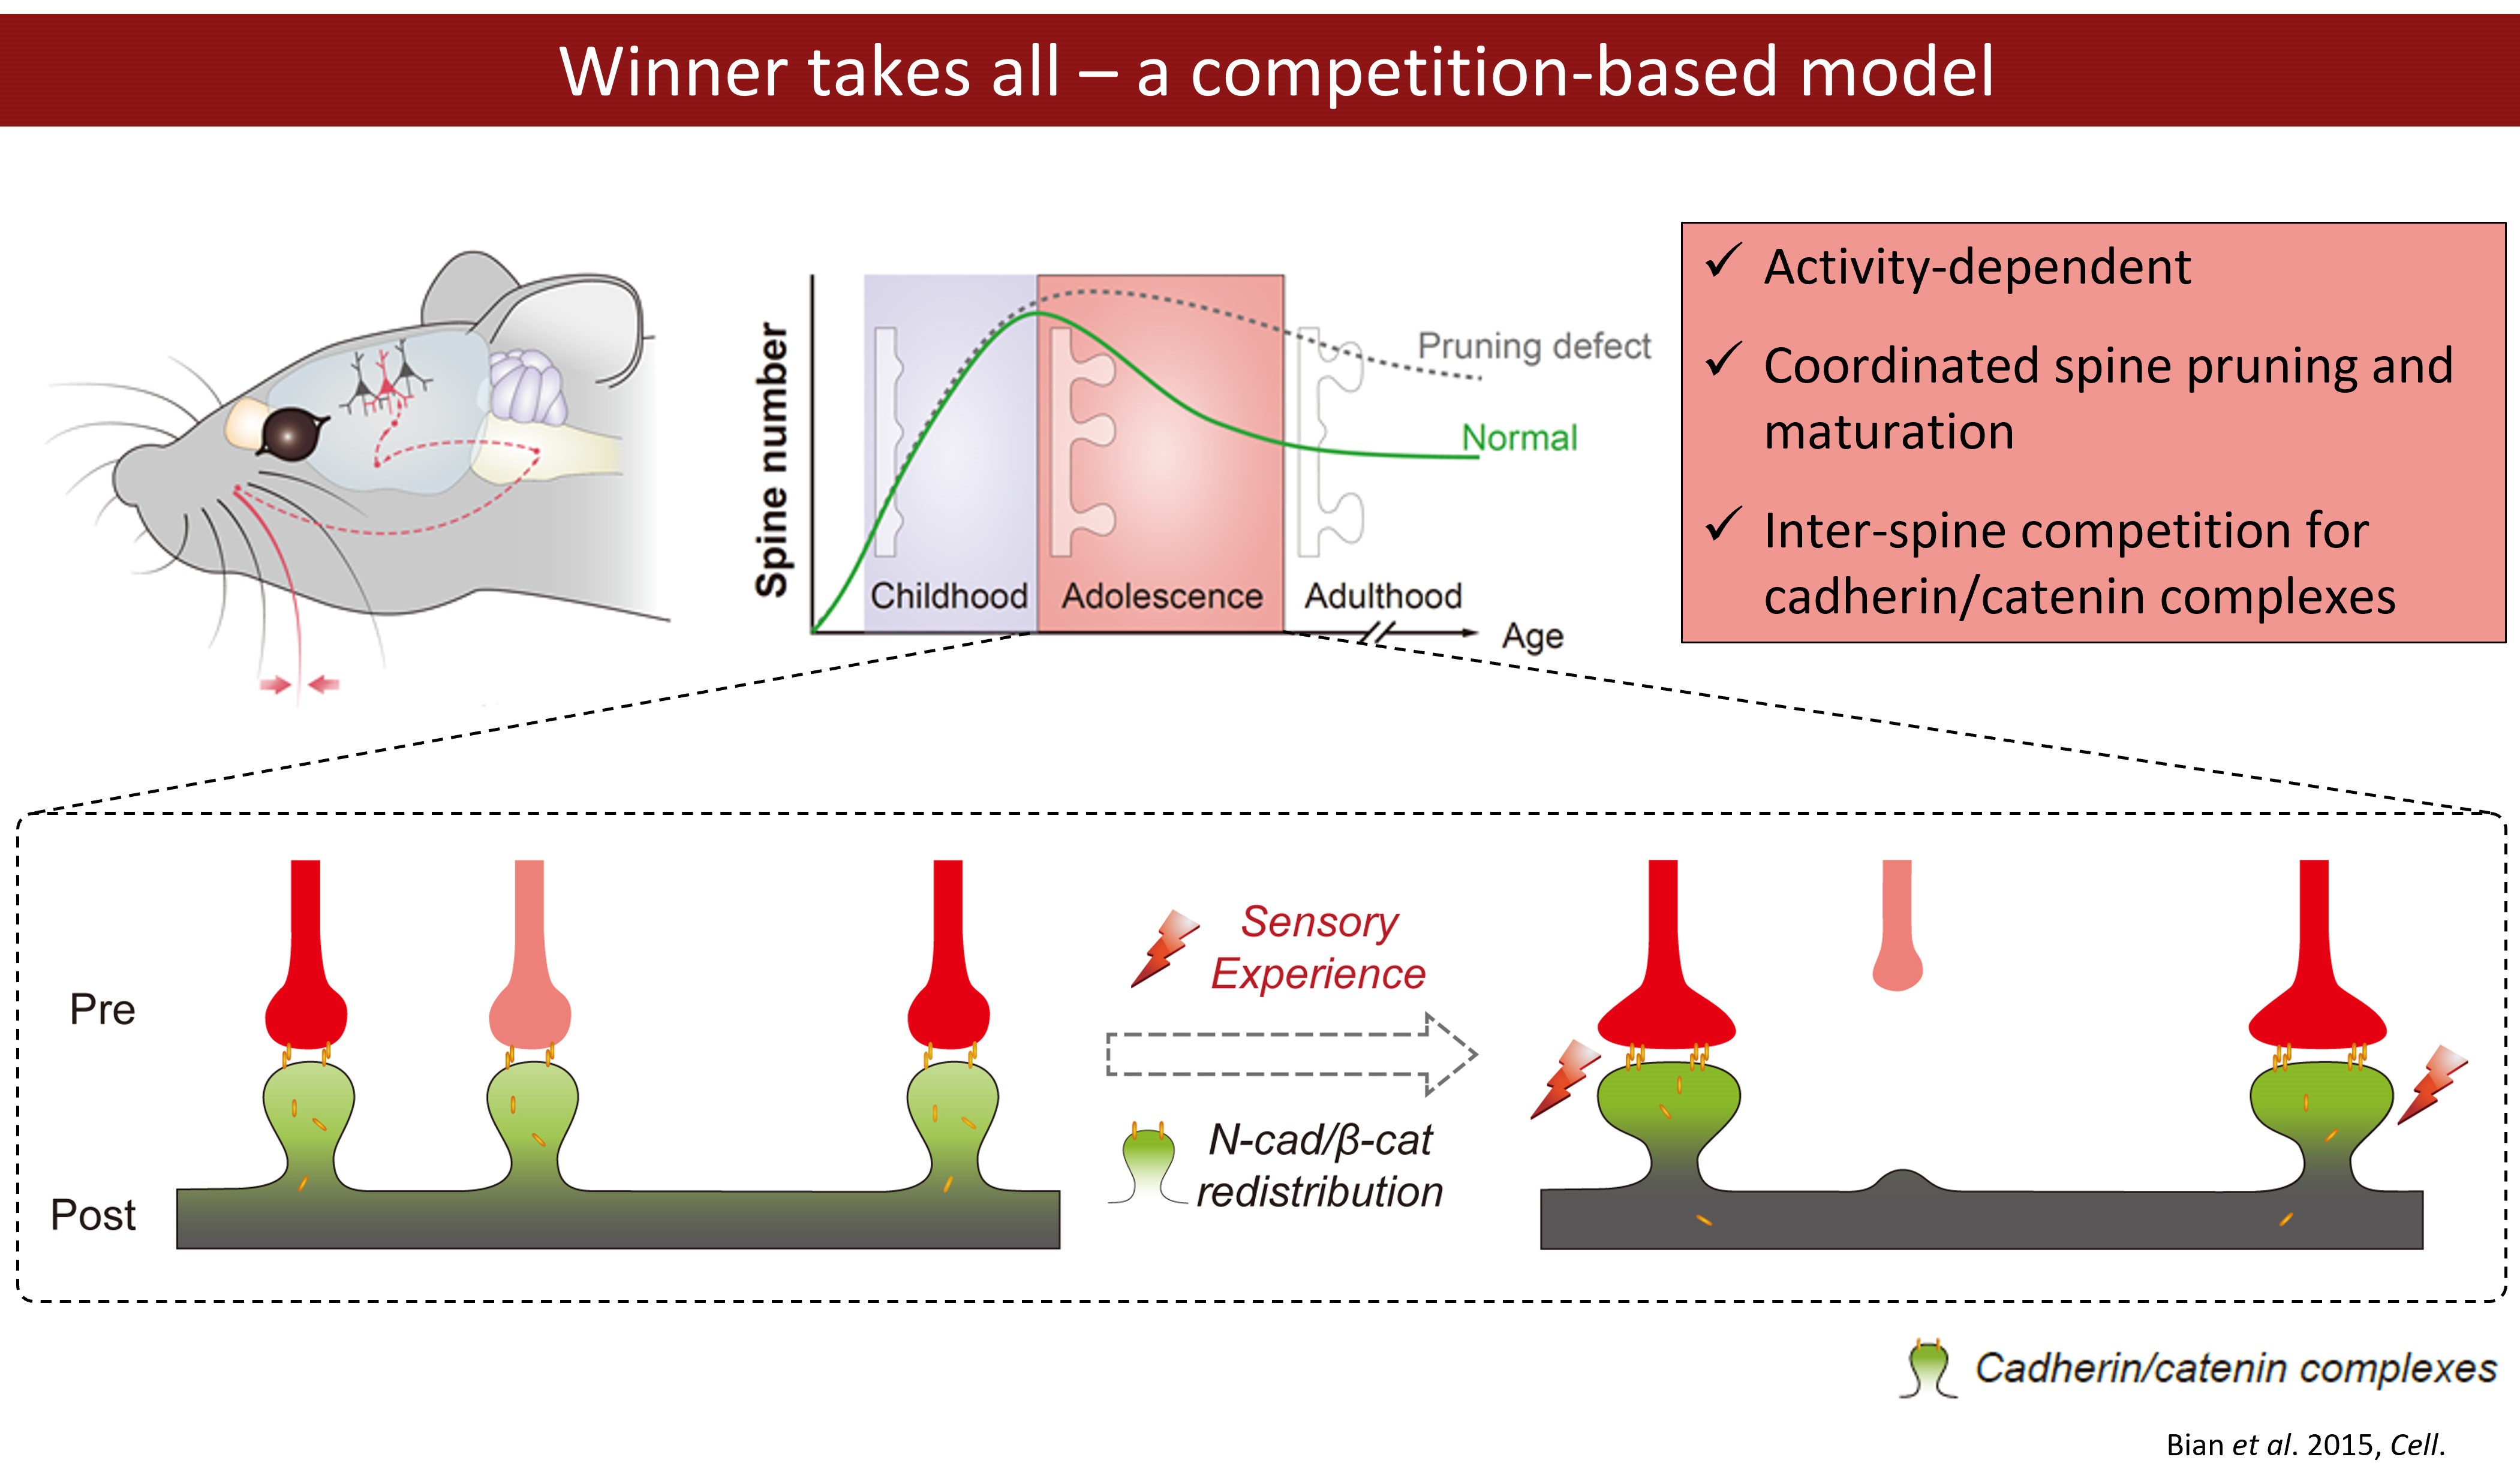 Winner takes all – a competition-based model
Spine number
Childhood
Adolescence
Adulthood
Age
Pruning defect
Normal
✓ Activity-dependent
✓ Coordinated spine pruning and
maturation
✓ Inter-spine competition for
cadherin/catenin complexes
Pre
Post
Sensory
Experience
N-cad/β-cat
redistribution
Cadherin/catenin complexes
Bian et al. 2015, Cell.